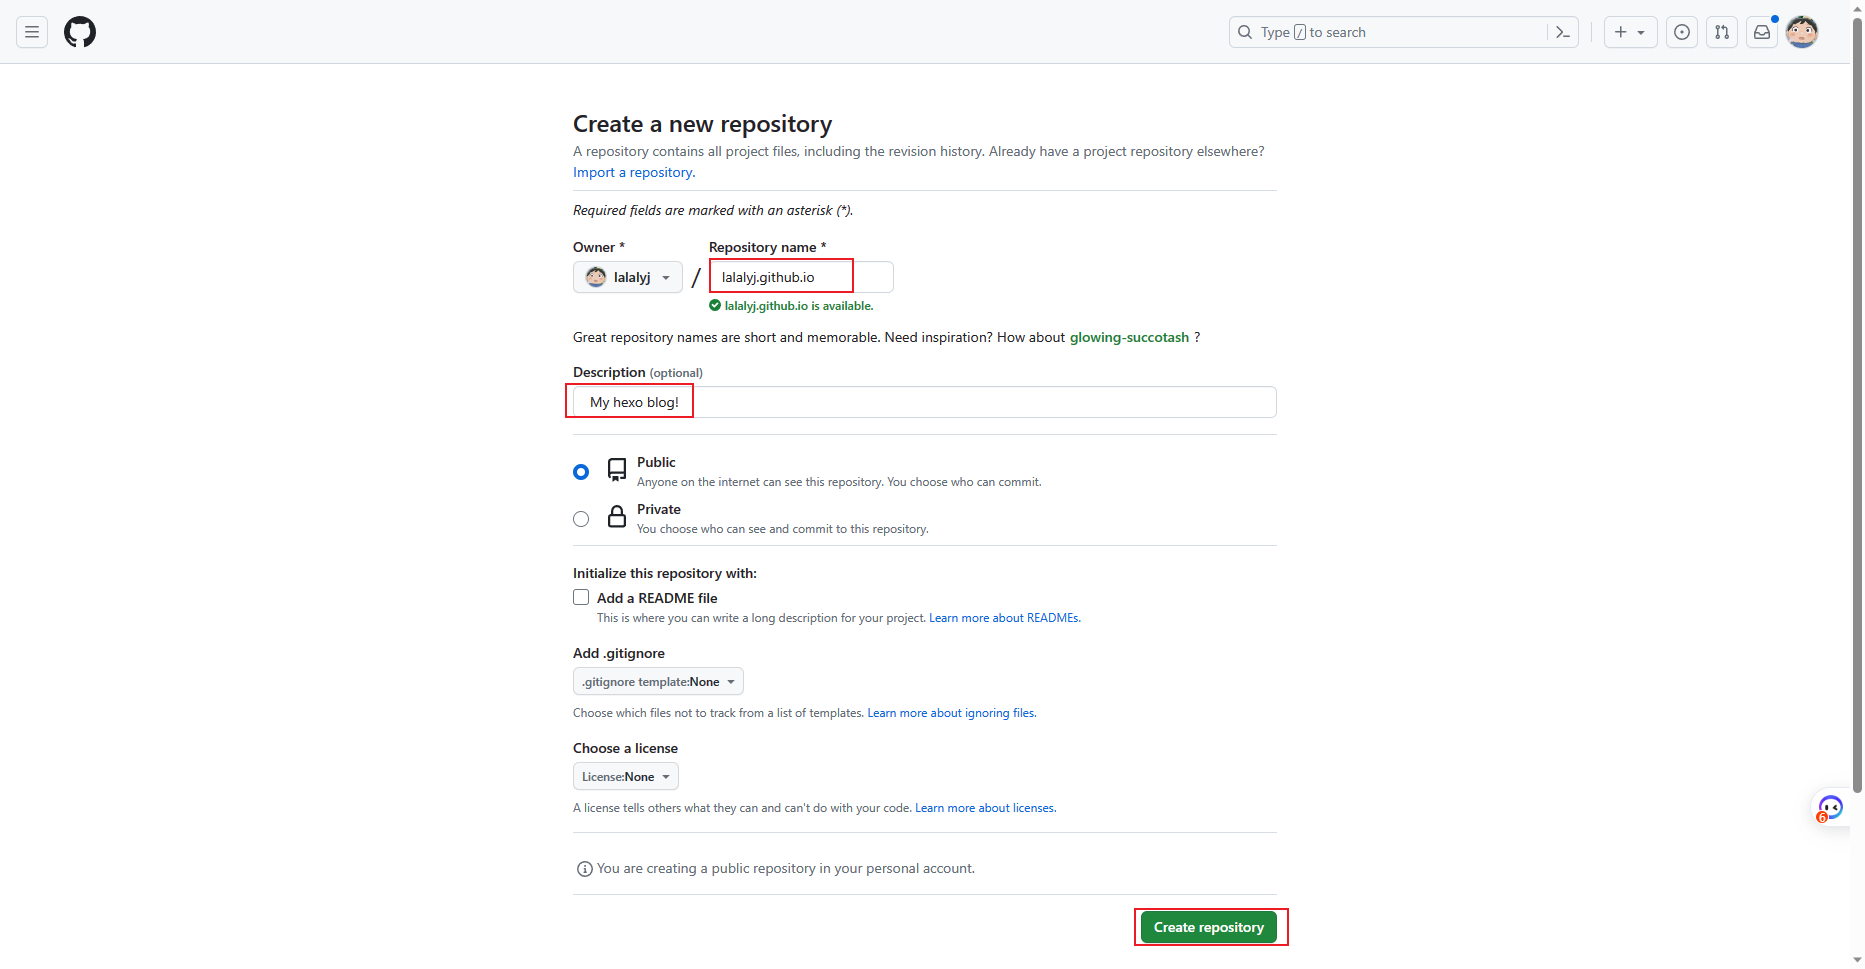 Type / to search
Create a new repository
A repository contains all project files, including the revision history. Already have a project repository elsewhere?
Import a repository.
Required fields are marked with an asterisk (*).
Owner *
Repository name *
lalalyj
/
lalalyj.github.io
lalalyj.github.io is available.
Great repository names are short and memorable. Need inspiration? How about glowing-succotash ?
Description (optional)
My hexo blog!
Public
Anyone on the internet can see this repository. You choose who can commit.
Private
You choose who can see and commit to this repository.
Initialize this repository with:
Add a README file
This is where you can write a long description for your project. Learn more about READMEs.
Add .gitignore
.gitignore template:None
Choose which files not to track from a list of templates. Learn more about ignoring files.
Choose a license
License:None
A license tells others what they can and can't do with your code. Learn more about licenses.
6
You are creating a public repository in your personal account.
Create repository